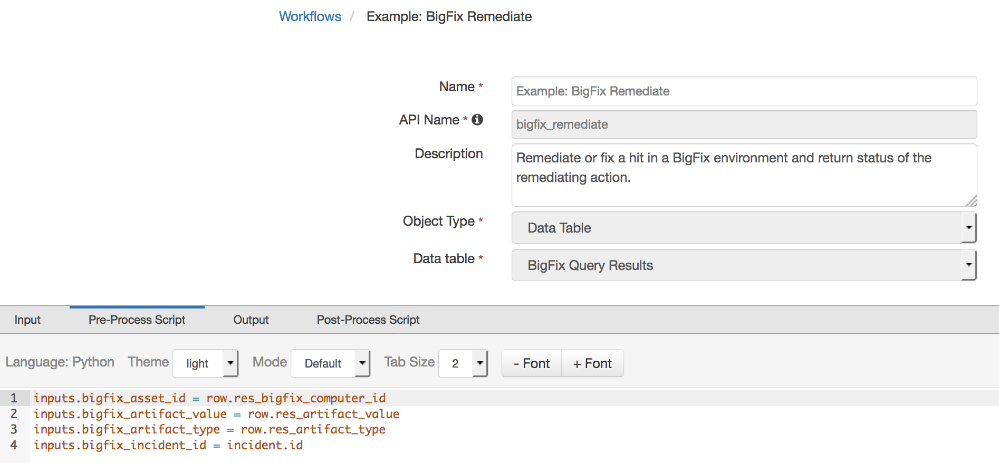 Workflows / Example: BigFix Remediate
Name * Example: BigFix Remediate
API Name * bigfix_remediate
Description Remediate or fix a hit in a BigFix environment and return status of the
remediating action.
Object Type * Data Table
Data table * BigFix Query Results
Input Pre-Process Script Output Post-Process Script
Language: Python Theme light Mode Default Tab Size 2 - Font + Font
1 inputs.bigfix_asset_id = row.res_bigfix_computer_id
2 inputs.bigfix_artifact_value = row.res_artifact_value
3 inputs.bigfix_artifact_type = row.res_artifact_type
4 inputs.bigfix_incident_id = incident.id